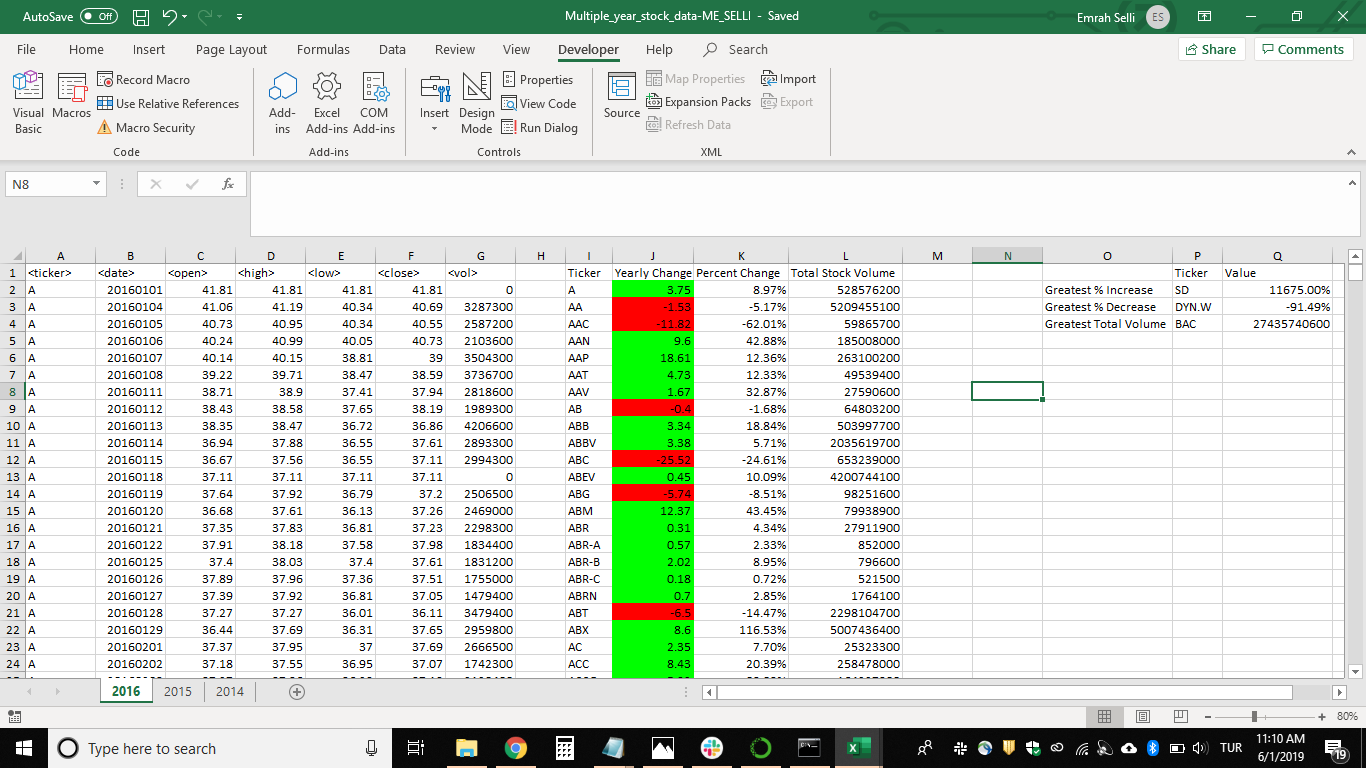 AutoSave Off Multiple_year_stock_data-ME_SELLI - Saved Emrah Selli ES
File Home Insert Page Layout Formulas Data Review View Developer Help Search Share Comments
Visual Basic Macros Record Macro Use Relative References Macro Security Code
Add-ins Excel Add-ins COM Add-ins Add-ins
Insert Design Mode Properties View Code Run Dialog Controls
Source Map Properties Expansion Packs Refresh Data Import Export XML
N8 fx
A B C D E F G H I J K L M N O P Q
1 <ticker> <date> <open> <high> <low> <close> <vol> Ticker Yearly Change Percent Change Total Stock Volume Ticker Value
2 A 20160101 41.81 41.81 41.81 41.81 0 A 3.75 8.97% 528576200 Greatest % Increase SD 11675.00%
3 A 20160104 41.06 41.19 40.34 40.69 3287300 AA -1.53 -5.17% 5209455100 Greatest % Decrease DYN.W -91.49%
4 A 20160105 40.73 40.95 40.34 40.55 2587200 AAC -11.82 -62.01% 59865700 Greatest Total Volume BAC 27435740600
5 A 20160106 40.24 40.99 40.05 40.73 2103600 AAN 9.6 42.88% 185008000
6 A 20160107 40.14 40.15 38.81 39 3504300 AAP 18.61 12.36% 263100200
7 A 20160108 39.22 39.71 38.47 38.59 3736700 AAT 4.73 12.33% 49539400
8 A 20160111 38.71 38.9 37.41 37.94 2818600 AAV 1.67 32.87% 27590600
9 A 20160112 38.43 38.58 37.65 38.19 1989300 AB -0.4 -1.68% 64803200
10 A 20160113 38.35 38.47 36.72 36.86 4206600 ABB 3.34 18.84% 503997700
11 A 20160114 36.94 37.88 36.55 37.61 2893300 ABBV 3.38 5.71% 2035619700
12 A 20160115 36.67 37.56 36.55 37.11 2994300 ABC -25.52 -24.61% 653239000
13 A 20160118 37.11 37.11 37.11 37.11 0 ABEV 0.45 10.09% 4200744100
14 A 20160119 37.64 37.92 36.79 37.2 2506500 ABG -5.74 -8.51% 98251600
15 A 20160120 36.68 37.61 36.13 37.26 2469000 ABM 12.37 43.45% 79938900
16 A 20160121 37.35 37.83 36.81 37.23 2298300 ABR 0.31 4.34% 27911900
17 A 20160122 37.91 38.18 37.58 37.98 1834400 ABR-A 0.57 2.33% 852000
18 A 20160125 37.4 38.03 37.4 37.61 1831200 ABR-B 2.02 8.95% 796600
19 A 20160126 37.89 37.96 37.36 37.51 1755000 ABR-C 0.18 0.72% 521500
20 A 20160127 37.39 37.92 36.81 37.05 1479400 ABRN 0.7 2.85% 1764100
21 A 20160128 37.27 37.27 36.01 36.11 3479400 ABT -6.5 -14.47% 2298104700
22 A 20160129 36.44 37.69 36.31 37.65 2959800 ABX 8.6 116.53% 5007436400
23 A 20160201 37.37 37.95 37 37.69 2666500 AC 2.35 7.70% 25323300
24 A 20160202 37.18 37.55 36.95 37.07 1742300 ACC 8.43 20.39% 258478000
2016 2015 2014
80%
Type here to search TUR 11:10 AM
6/1/2019 19